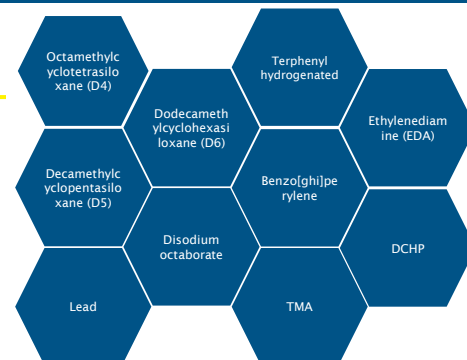 Octamethylc
yclotetrasilo
xane (D4)
Terphenyl
hydrogenated
Dodecameth
ylcyclohexasi
loxane (D6)
Ethylenediam
ine (EDA)
Decamethylc
yclopentasilo
xane (D5)
Benzo[ghi]pe
rylene
Disodium
octaborate
DCHP
Lead
TMA